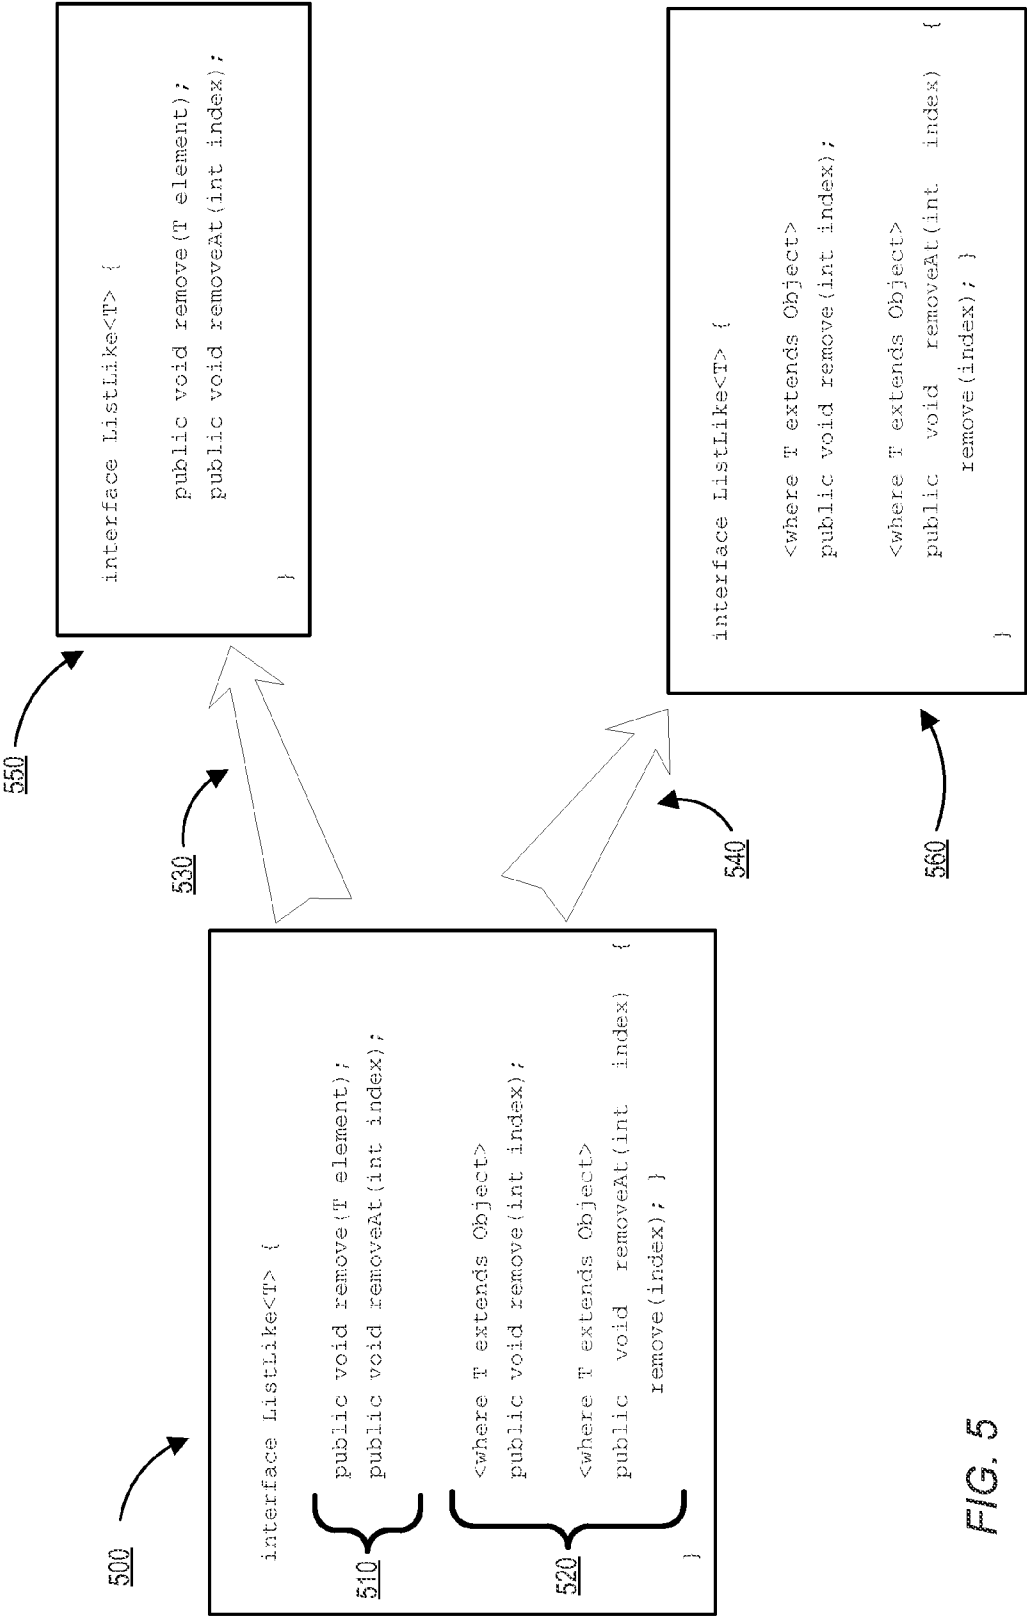 500
interface ListLike<T> {
510
public void remove(T element);
public void removeAt(int index);
520
<where T extends Object>
public void remove(int index);
<where T extends Object>
public void removeAt(int index) {
remove(index); }
}
530
540
550
interface ListLike<T> {
public void remove(T element);
public void removeAt(int index);
}
560
interface ListLike<T> {
<where T extends Object>
public void remove(int index);
<where T extends Object>
public void removeAt(int index) {
remove(index); }
}
FIG. 5